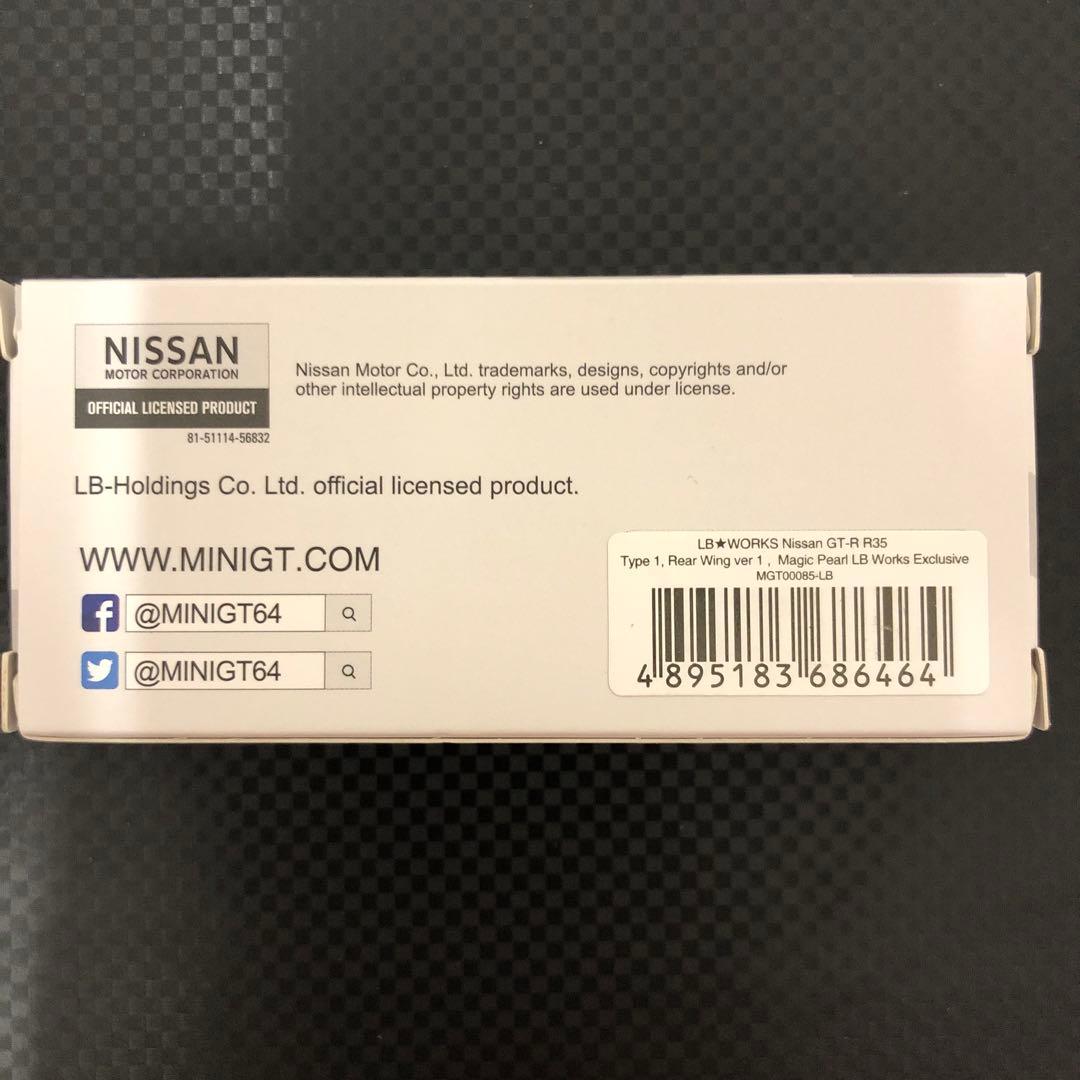 NISSAN
MOTOR CORPORATION
OFFICIAL LICENSED PRODUCT
81-51114-56832
Nissan Motor Co., Ltd. trademarks, designs, copyrights and/or
other intellectual property rights are used under license.
LB-Holdings Co. Ltd. official licensed product.
WWW.MINIGT.COM
@MINIGT64
@MINIGT64
LB★WORKS Nissan GT-R R35
Type 1, Rear Wing ver 1 , Magic Pearl LB Works Exclusive
MGT00085-LB
4 895183 686464